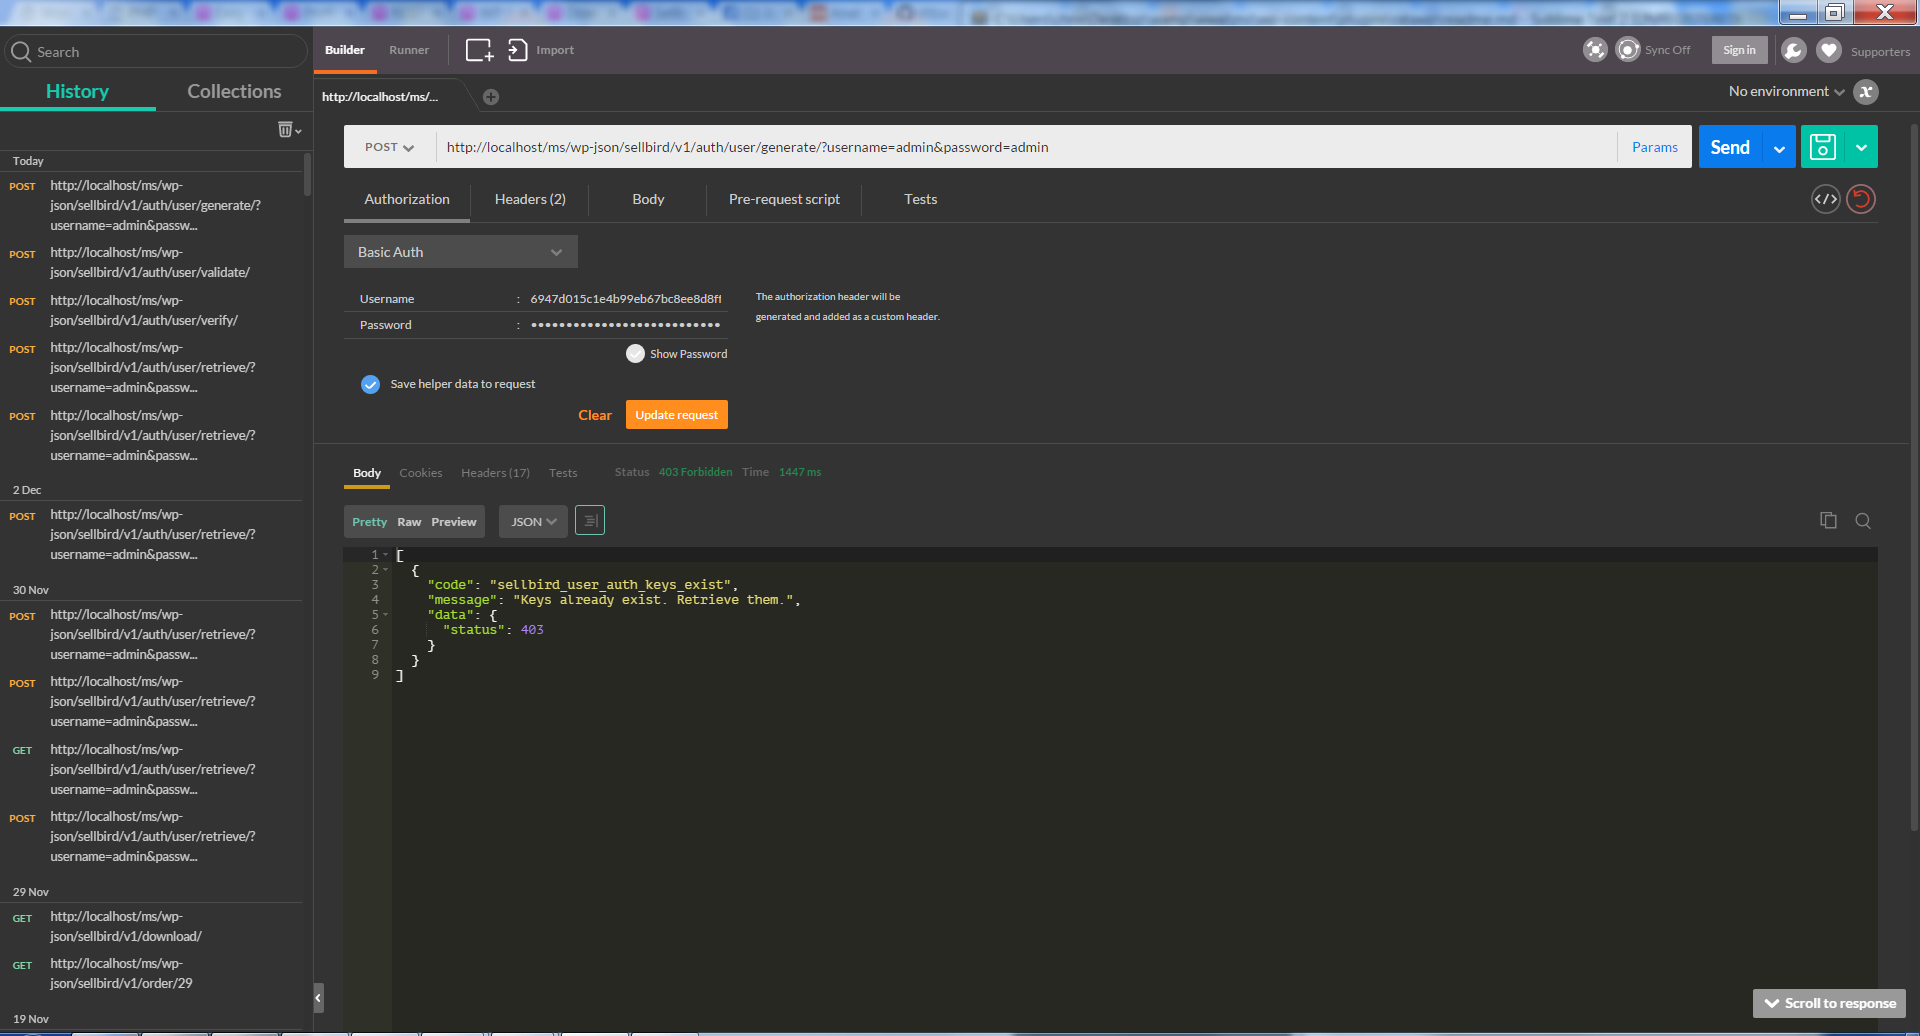 Search
Builder
Runner
Import
Sync Off
Sign in
Supporters
History
Collections
http://localhost/ms/...
No environment
POST
http://localhost/ms/wp-json/sellbird/v1/auth/user/generate/?username=admin&password=admin
Params
Send
Authorization
Headers (2)
Body
Pre-request script
Tests
Basic Auth
Username : 6947d015c1e4b99eb67bc8ee8d8ff
Password : ••••••••••••••••••••••••••••
The authorization header will be
generated and added as a custom header.
Show Password
Save helper data to request
Clear
Update request
Body
Cookies
Headers (17)
Tests
Status 403 Forbidden Time 1447 ms
Pretty Raw Preview
JSON
1 [
2 {
3 "code": "sellbird_user_auth_keys_exist",
4 "message": "Keys already exist. Retrieve them.",
5 "data": {
6 "status": 403
7 }
8 }
9 ]
Scroll to response
Today
POST http://localhost/ms/wp-
json/sellbird/v1/auth/user/generate/?
username=admin&passw...
POST http://localhost/ms/wp-
json/sellbird/v1/auth/user/validate/
POST http://localhost/ms/wp-
json/sellbird/v1/auth/user/verify/
POST http://localhost/ms/wp-
json/sellbird/v1/auth/user/retrieve/?
username=admin&passw...
POST http://localhost/ms/wp-
json/sellbird/v1/auth/user/retrieve/?
username=admin&passw...
2 Dec
POST http://localhost/ms/wp-
json/sellbird/v1/auth/user/retrieve/?
username=admin&passw...
30 Nov
POST http://localhost/ms/wp-
json/sellbird/v1/auth/user/retrieve/?
username=admin&passw...
POST http://localhost/ms/wp-
json/sellbird/v1/auth/user/retrieve/?
username=admin&passw...
GET http://localhost/ms/wp-
json/sellbird/v1/auth/user/retrieve/?
username=admin&passw...
POST http://localhost/ms/wp-
json/sellbird/v1/auth/user/retrieve/?
username=admin&passw...
29 Nov
GET http://localhost/ms/wp-
json/sellbird/v1/download/
GET http://localhost/ms/wp-
json/sellbird/v1/order/29
19 Nov